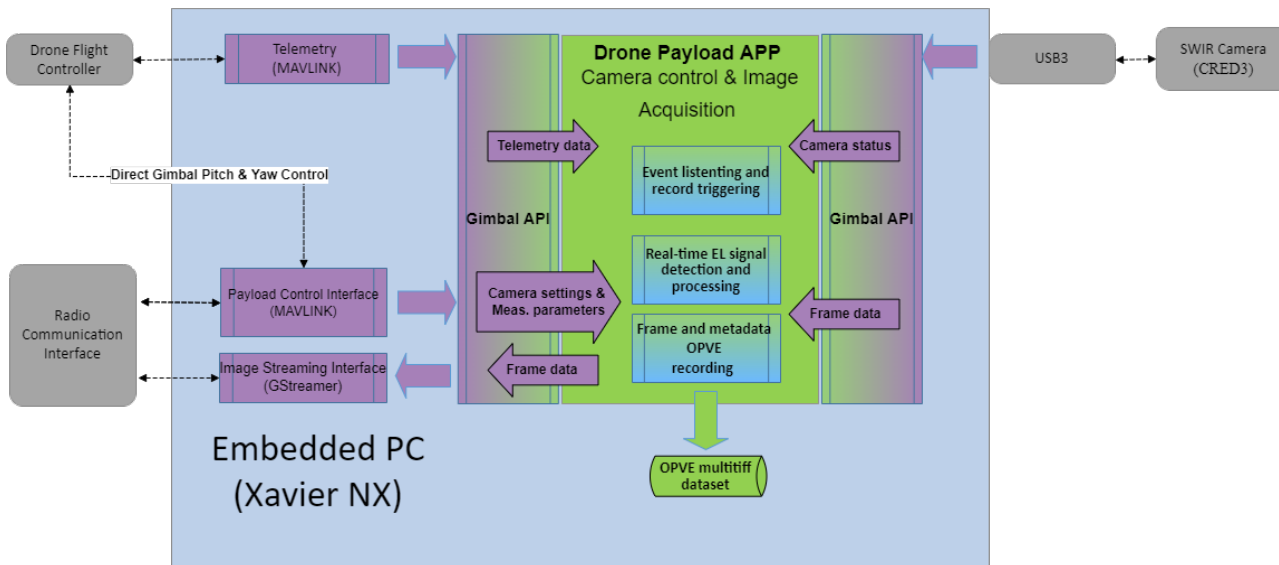 Drone Flight
Controller
Telemetry
(MAVLINK)
Drone Payload APP
Camera control & Image
Acquisition
USB3
SWIR Camera
(CRED3)
Telemetry data
Camera status
Event listenting and
record triggering
Direct Gimbal Pitch & Yaw Control
Gimbal API
Gimbal API
Real-time EL signal
detection and
processing
Payload Control Interface
(MAVLINK)
Camera settings &
Meas. parameters
Frame data
Radio
Communication
Interface
Frame and metadata
OPVE
recording
Image Streaming Interface
(GStreamer)
Frame data
Embedded PC
(Xavier NX)
OPVE multitiff
dataset